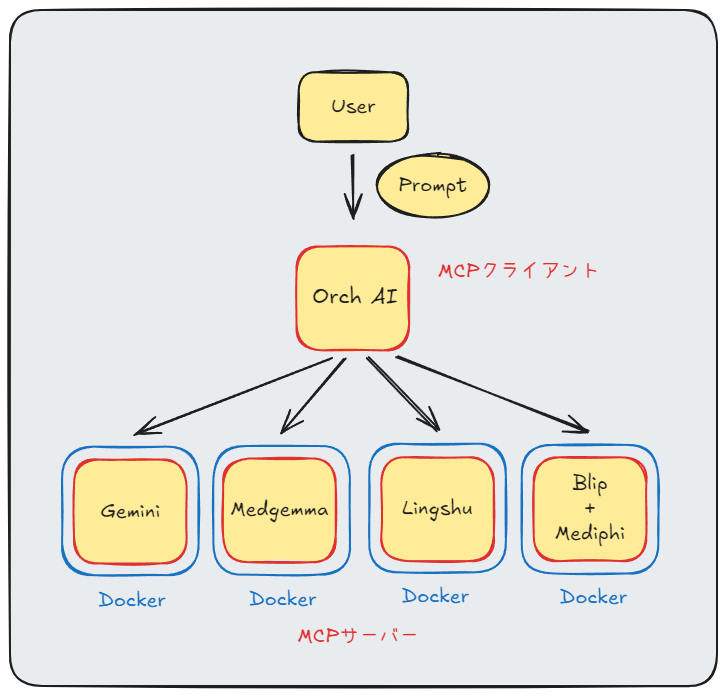 User
Prompt
Orch AI
MCPクライアント
Gemini
Medgemma
Lingshu
Blip
+
Mediphi
Docker
Docker
Docker
Docker
MCPサーバー